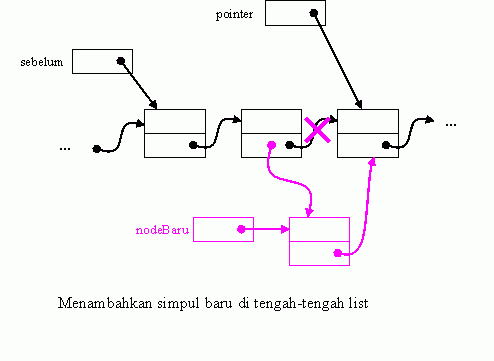 pointer
sebelum
...
...
nodeBaru
Menambahkan simpul baru di tengah-tengah list